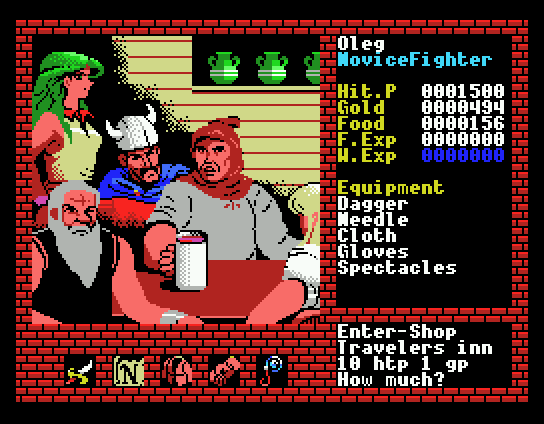 Oleg
NoviceFighter
Hit.P 0001500
Gold 0000494
Food 0000156
F.Exp 0000000
W.Exp 0000000
Equipment
Dagger
Needle
Cloth
Gloves
Spectacles
Enter-Shop
Travelers inn
10 htp 1 gp
How much?
N